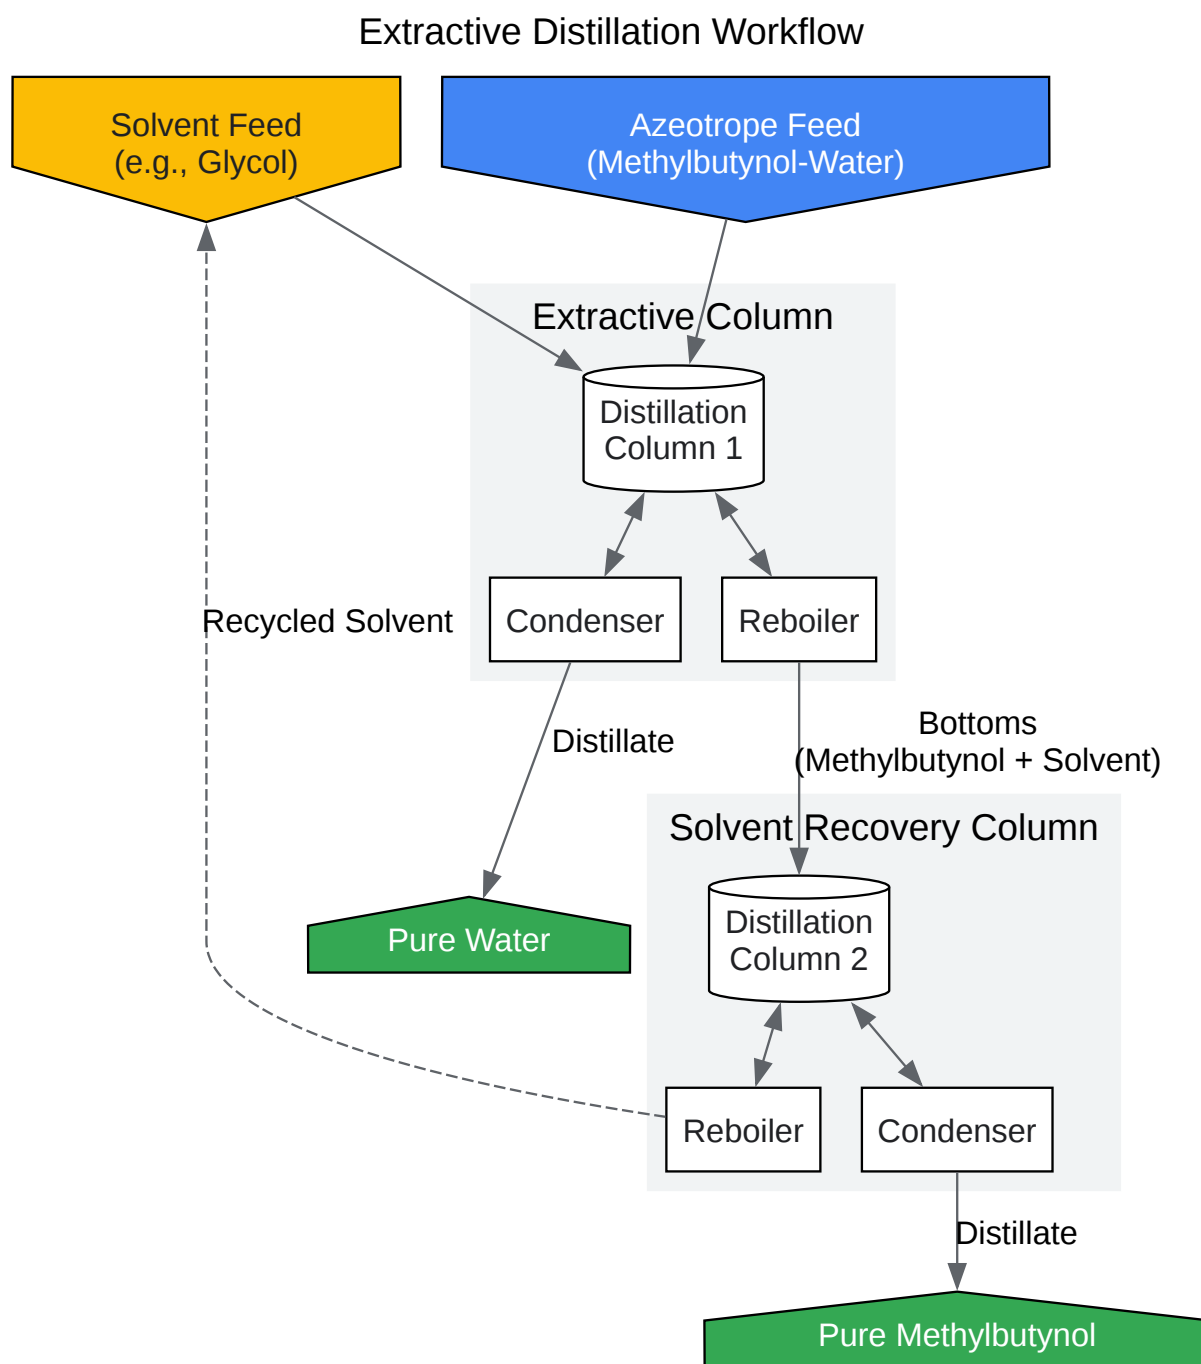 Extractive Distillation Workflow
Solvent Feed
(e.g., Glycol)
Azeotrope Feed
(Methylbutynol-Water)
Extractive Column
Distillation
Column 1
Condenser
Reboiler
Recycled Solvent
Distillate
Bottoms
(Methylbutynol + Solvent)
Solvent Recovery Column
Pure Water
Distillation
Column 2
Reboiler
Condenser
Distillate
Pure Methylbutynol